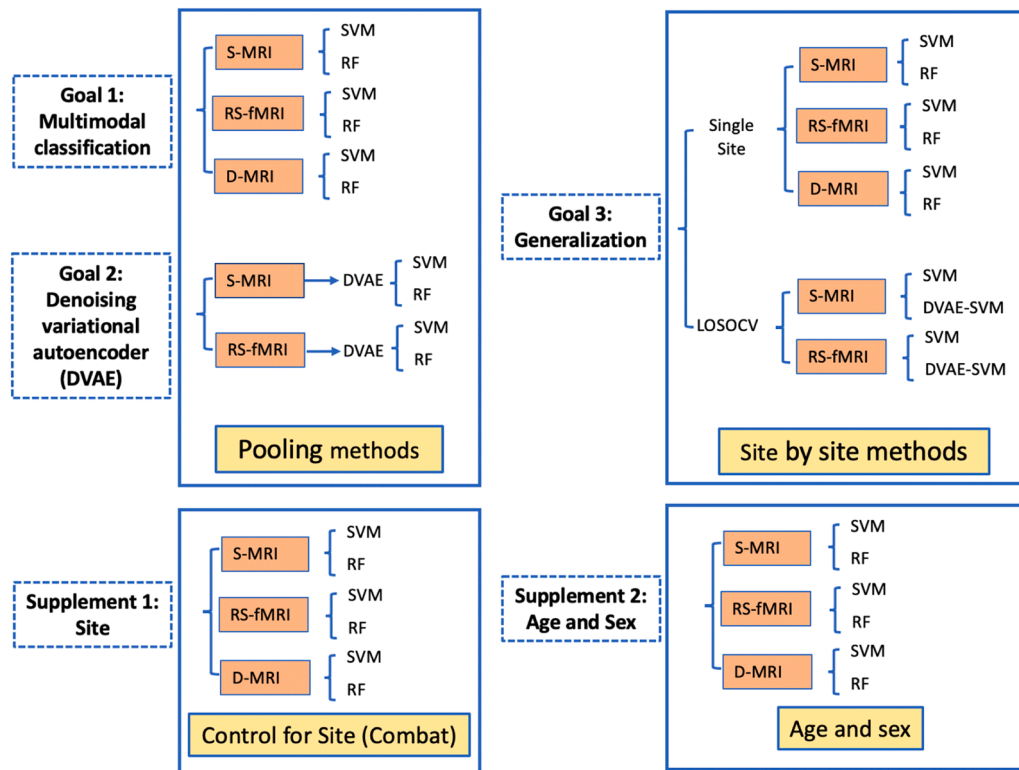 Goal 1:
Multimodal
classification
S-MRI
SVM
RF
RS-fMRI
SVM
RF
D-MRI
SVM
RF
Goal 2:
Denoising
variational
autoencoder
(DVAE)
S-MRI
DVAE
SVM
RF
RS-fMRI
DVAE
SVM
RF
Pooling methods
Goal 3:
Generalization
Single
Site
S-MRI
SVM
RF
RS-fMRI
SVM
RF
D-MRI
SVM
RF
LOSOCV
S-MRI
SVM
DVAE-SVM
RS-fMRI
SVM
DVAE-SVM
Site by site methods
Supplement 1:
Site
S-MRI
SVM
RF
RS-fMRI
SVM
RF
D-MRI
SVM
RF
Control for Site (Combat)
Supplement 2:
Age and Sex
S-MRI
SVM
RF
RS-fMRI
SVM
RF
D-MRI
SVM
RF
Age and sex